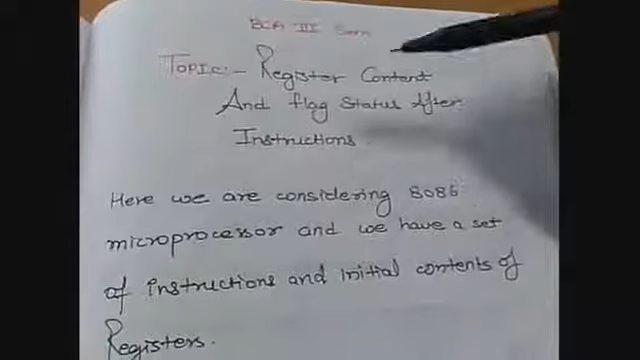 BCA III Sem
Topic:- Register Content
And flag Status After
Instructions.
Here we are considering 8086
microprocessor and we have a set
of instructions and initial contents of
Registers.